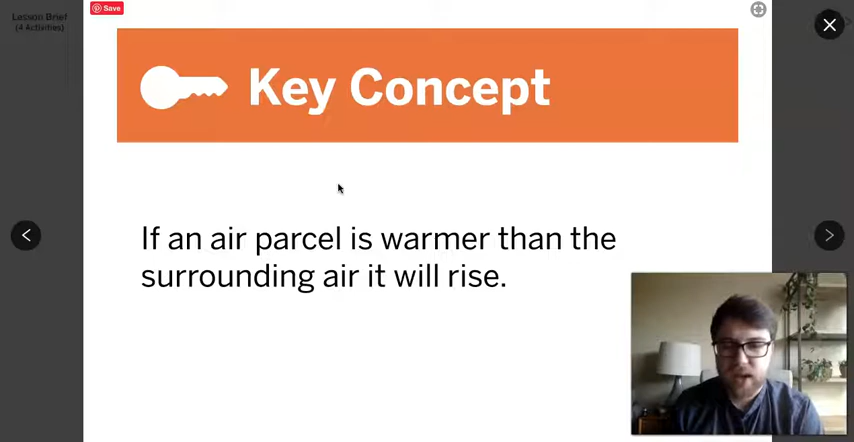 Lesson Brief
(4 Activities)
Save
Key Concept
If an air parcel is warmer than the
surrounding air it will rise.